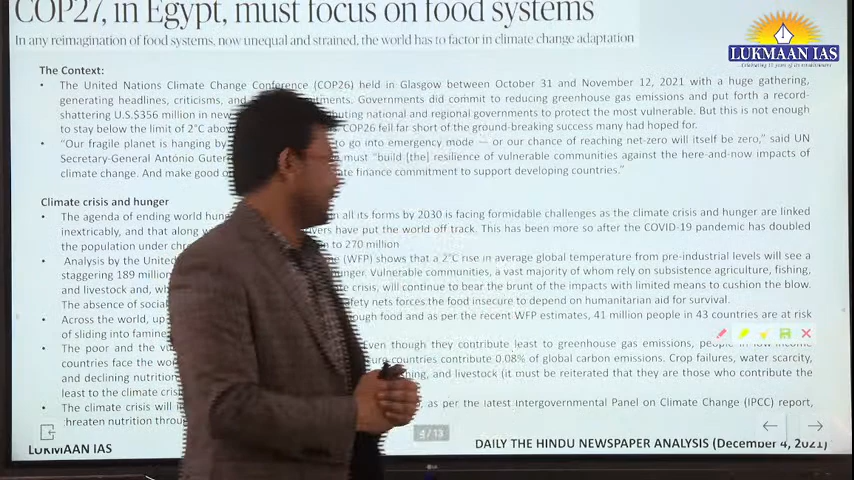 COP27, in Egypt, must focus on food systems
In any reimagination of food systems, now unequal and strained, the world has to factor in climate change adaptation
LUKMAAN IAS
The Context:
• The United Nations Climate Change Conference (COP26) held in Glasgow between October 31 and November 12, 2021 with a huge gathering,
generating headlines, criticisms, and tments. Governments did commit to reducing greenhouse gas emissions and put forth a record-
shattering U.S.$356 million in new buting national and regional governments to protect the most vulnerable. But this is not enough
to stay below the limit of 2°C abov COP26 fell far short of the ground-breaking success many had hoped for.
• "Our fragile planet is hanging by to go into emergency mode — or our chance of reaching net-zero will itself be zero," said UN
Secretary-General António Guter must "build [the] resilience of vulnerable communities against the here-and-now impacts of
climate change. And make good o te finance commitment to support developing countries."
Climate crisis and hunger
• The agenda of ending world hun in all its forms by 2030 is facing formidable challenges as the climate crisis and hunger are linked
inextricably, and that along w vers have put the world off track. This has been more so after the COVID-19 pandemic has doubled
the population under chr n to 270 million
• Analysis by the United e (WFP) shows that a 2°C rise in average global temperature from pre-industrial levels will see a
staggering 189 million unger. Vulnerable communities, a vast majority of whom rely on subsistence agriculture, fishing,
and livestock and, wh e crisis, will continue to bear the brunt of the impacts with limited means to cushion the blow.
The absence of social afety nets forces the food insecure to depend on humanitarian aid for survival.
• Across the world, up ough food and as per the recent WFP estimates, 41 million people in 43 countries are at risk
of sliding into famine
• The poor and the vu Even though they contribute least to greenhouse gas emissions, people in low income
countries face the wo ure countries contribute 0.08% of global carbon emissions. Crop failures, water scarcity,
and declining nutrition ning, and livestock (it must be reiterated that they are those who contribute the
least to the climate cris
• The climate crisis will i , as per the latest Intergovernmental Panel on Climate Change (IPCC) report,
threaten nutrition throu
4 / 13
LUKMAAN IAS
DAILY THE HINDU NEWSPAPER ANALYSIS (December 4, 2021)
LG